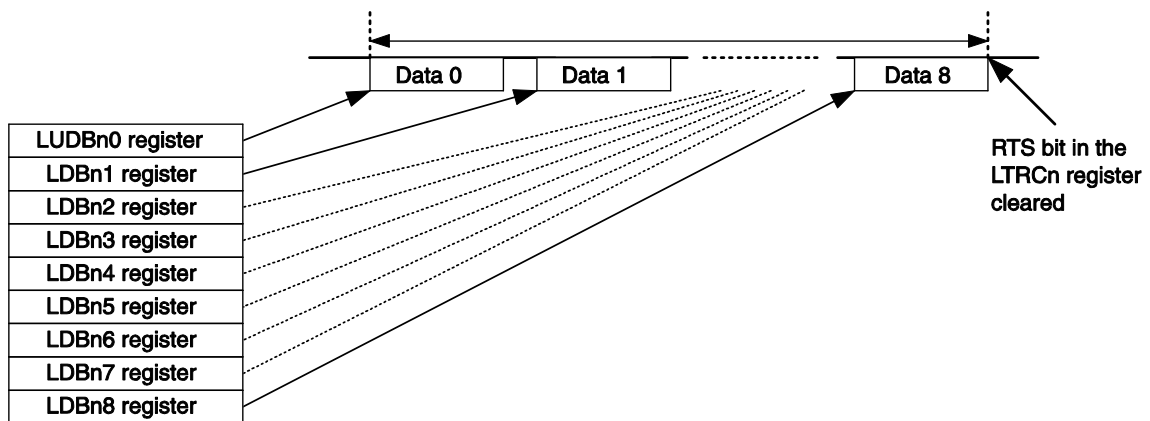 Data 0
Data 1
Data 8
LUDBn0 register
LDBn1 register
LDBn2 register
LDBn3 register
LDBn4 register
LDBn5 register
LDBn6 register
LDBn7 register
LDBn8 register
RTS bit in the
LTRCn register
cleared